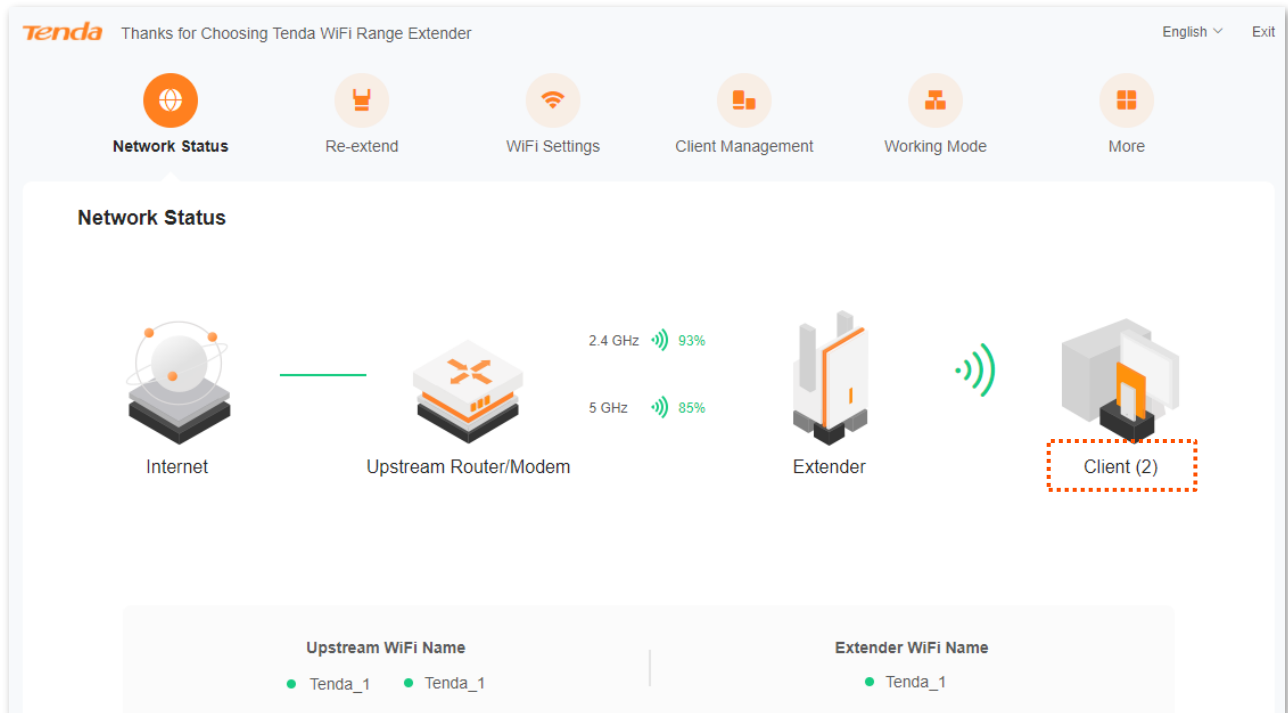 Tenda Thanks for Choosing Tenda WiFi Range Extender English Exit
Network Status Re-extend WiFi Settings Client Management Working Mode More
Network Status
2.4 GHz 93%
5 GHz 85%
Internet Upstream Router/Modem Extender Client (2)
Upstream WiFi Name Extender WiFi Name
Tenda_1 Tenda_1 Tenda_1